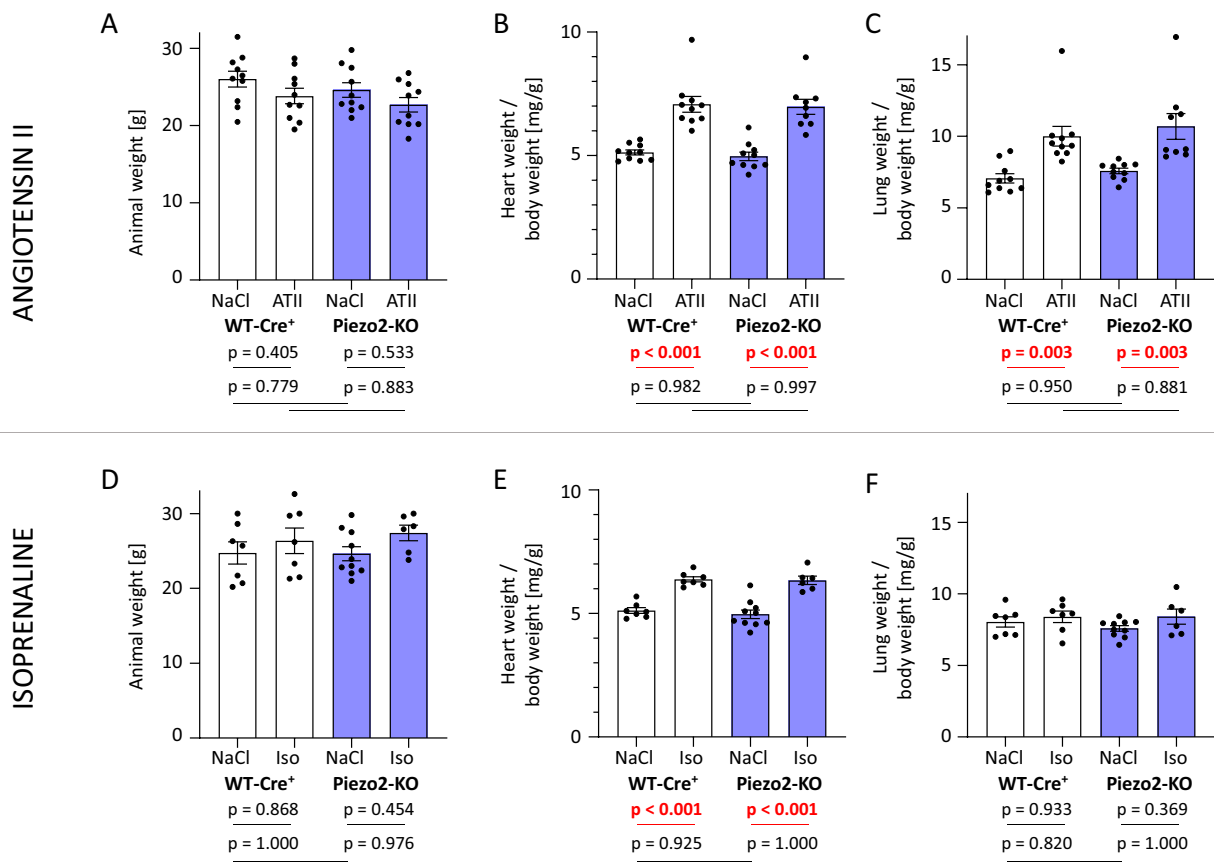 ANGIOTENSIN II
A
Animal weight [g]
30
20
10
0
NaCl ATII NaCl ATII
WT-Cre⁺ Piezo2-KO
p = 0.405 p = 0.533
p = 0.779 p = 0.883
B
Heart weight /
body weight [mg/g]
10
5
0
NaCl ATII NaCl ATII
WT-Cre⁺ Piezo2-KO
p < 0.001 p < 0.001
p = 0.982 p = 0.997
C
Lung weight /
body weight [mg/g]
15
10
5
0
NaCl ATII NaCl ATII
WT-Cre⁺ Piezo2-KO
p = 0.003 p = 0.003
p = 0.950 p = 0.881
ISOPRENALINE
D
Animal weight [g]
30
20
10
0
NaCl Iso NaCl Iso
WT-Cre⁺ Piezo2-KO
p = 0.868 p = 0.454
p = 1.000 p = 0.976
E
Heart weight /
body weight [mg/g]
10
5
0
NaCl Iso NaCl Iso
WT-Cre⁺ Piezo2-KO
p < 0.001 p < 0.001
p = 0.925 p = 1.000
F
Lung weight /
body weight [mg/g]
15
10
5
0
NaCl Iso NaCl Iso
WT-Cre⁺ Piezo2-KO
p = 0.933 p = 0.369
p = 0.820 p = 1.000